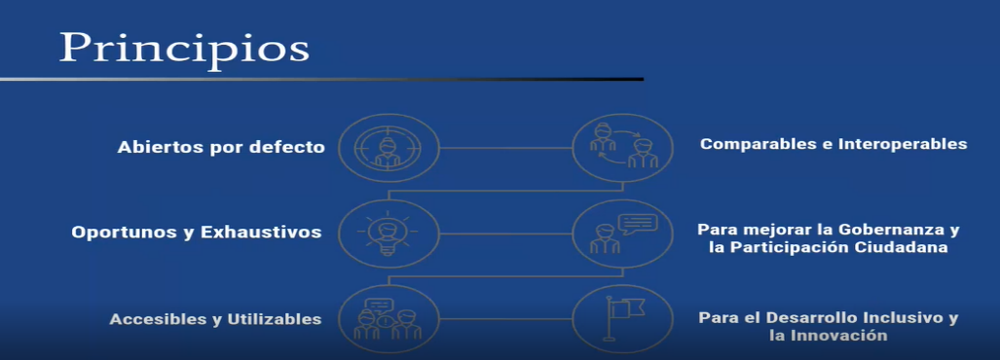 Principios
Abiertos por defecto
Comparables e Interoperables
Oportunos y Exhaustivos
Para mejorar la Gobernanza y
la Participación Ciudadana
Accesibles y Utilizables
Para el Desarrollo Inclusivo y
la Innovación